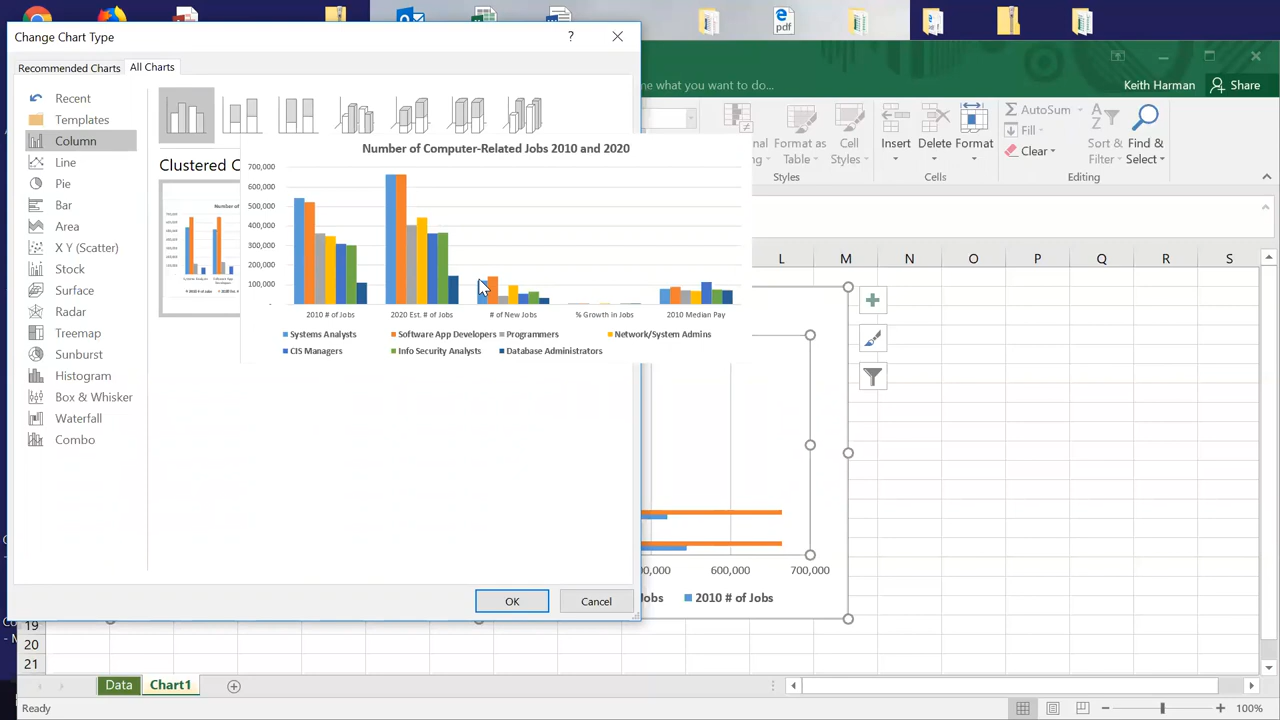 Change Chart Type
?
Recommended Charts
All Charts
Recent
Templates
Column
Line
Pie
Bar
Area
X Y (Scatter)
Stock
Surface
Radar
Treemap
Sunburst
Histogram
Box & Whisker
Waterfall
Combo
Clustered C
Number of Computer-Related Jobs 2010 and 2020
700,000
600,000
500,000
400,000
300,000
200,000
100,000
-
2010 # of Jobs
2020 Est. # of Jobs
# of New Jobs
% Growth in Jobs
2010 Median Pay
Systems Analysts
Software App Developers
Programmers
Network/System Admins
CIS Managers
Info Security Analysts
Database Administrators
OK
Cancel
pdf
me what you want to do...
Keith Harman
Share
nal
Format as
Cell
Insert
Delete
Format
AutoSum
Sort &
Find &
ng
Table
Styles
Fill
Filter
Select
Clear
Styles
Cells
Editing
L M N O P Q R S
00,000
600,000
700,000
Jobs
2010 # of Jobs
19
20
21
Data
Chart1
Ready
100%